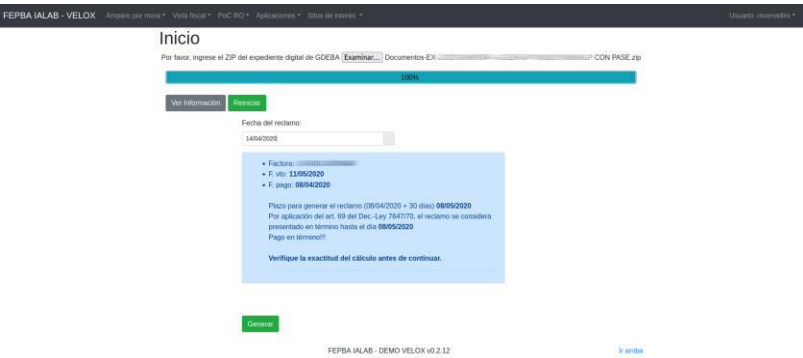 FEPBA IALAB - VELOX Amparo por mora Vista fiscal PoC RO Aplicaciones Sitos de interés Usuario:
Inicio
Por favor, ingrese el ZIP del expediente digital de GDEBA Examinar... Documentos-EX- CON PASE.zip
100%
Ver Información Reiniciar
Fecha del reclamo:
14/04/2020
• Factura:
• F. vto: 11/05/2020
• F. pago: 08/04/2020
Plazo para generar el reclamo (08/04/2020 + 30 días) 08/05/2020
Por aplicación del art. 69 del Dec.-Ley 7647/70, el reclamo se considera
presentado en término hasta el día 08/05/2020
Pago en término!!!
Verifique la exactitud del cálculo antes de continuar.
Generar
FEPBA IALAB - DEMO VELOX v0.2.12 Ir arriba